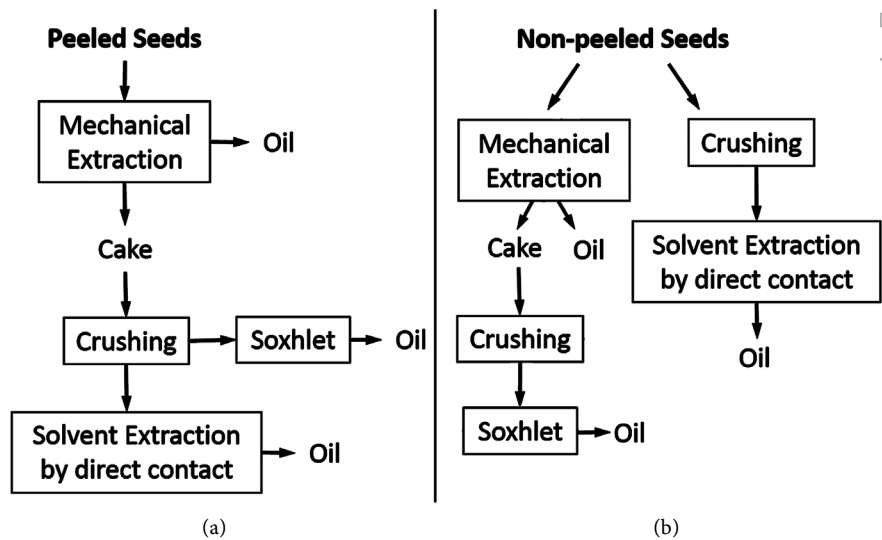 Peeled Seeds
Mechanical
Extraction
Oil
Cake
Crushing
Soxhlet
Oil
Solvent Extraction
by direct contact
Oil
(a)
Non-peeled Seeds
Mechanical
Extraction
Cake
Oil
Crushing
Soxhlet
Oil
Crushing
Solvent Extraction
by direct contact
Oil
(b)